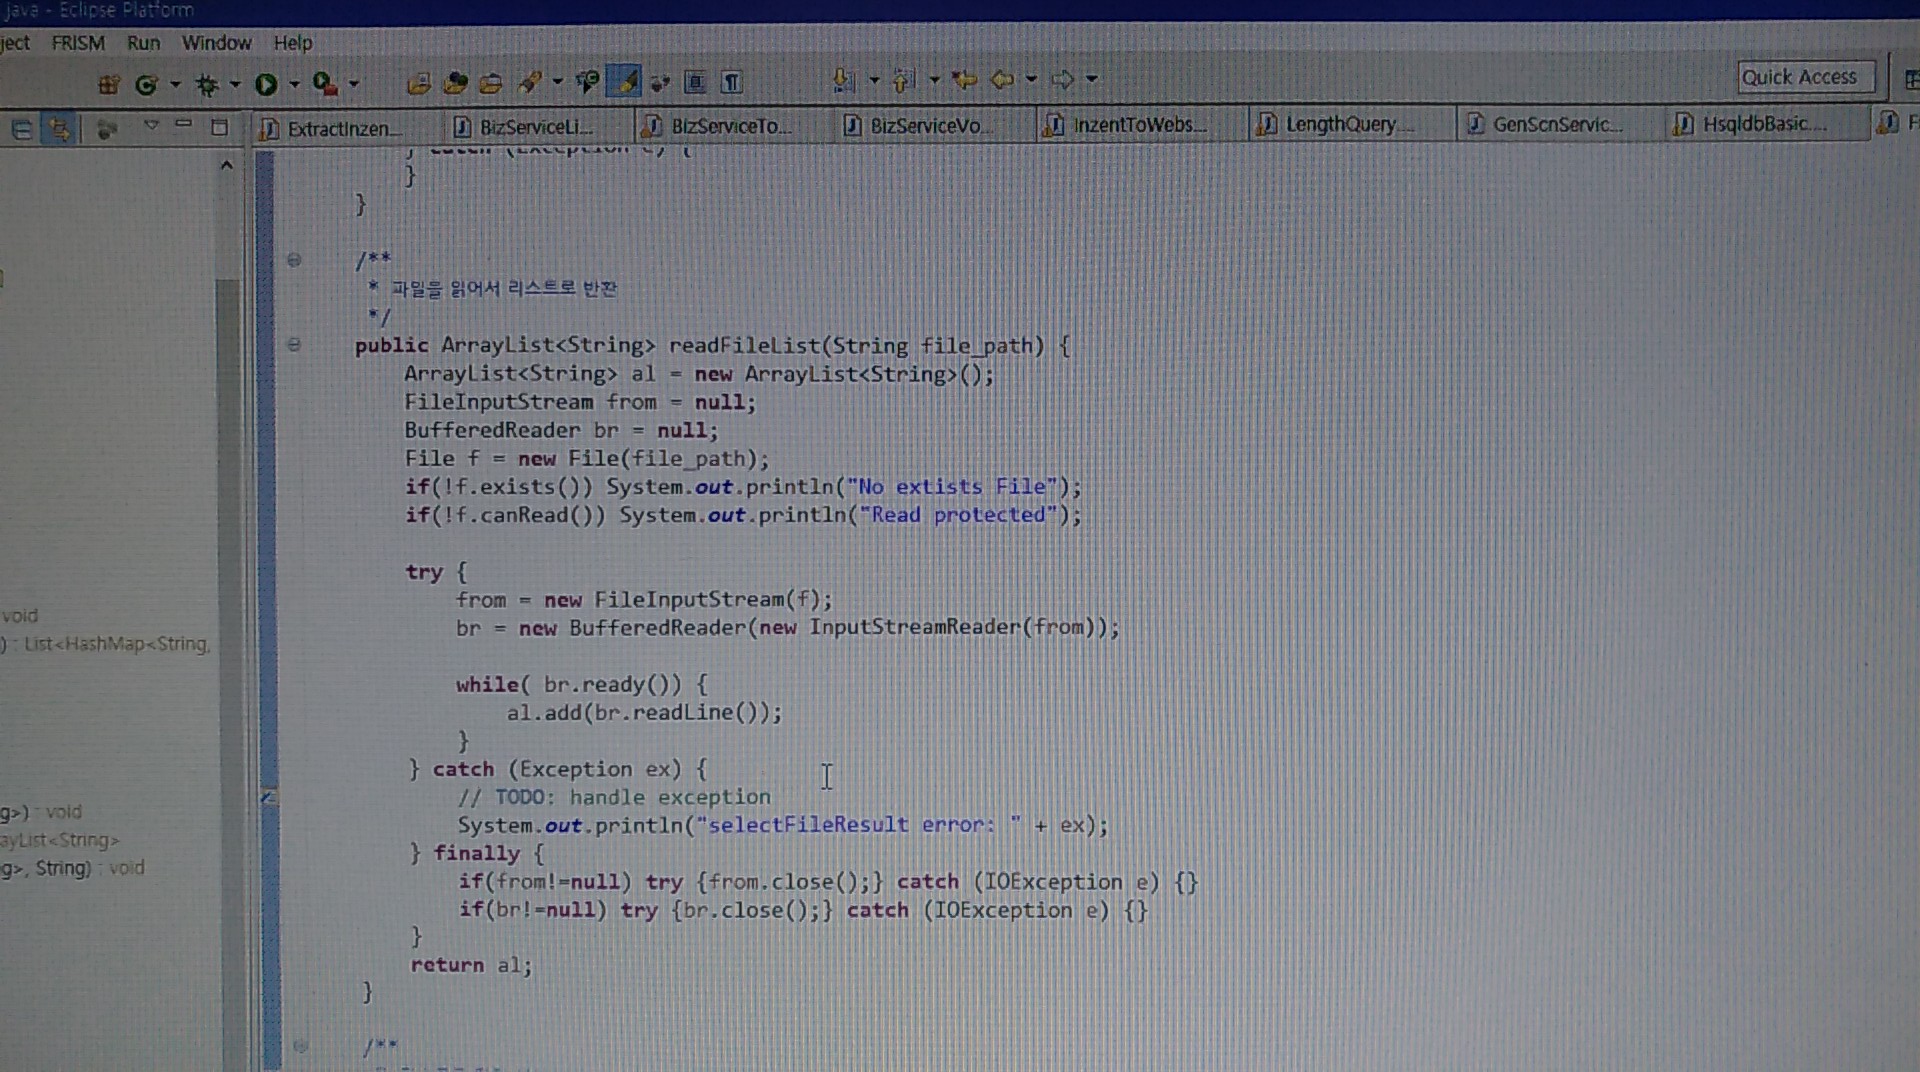 java - Eclipse Platform
ject FRISM Run Window Help
Quick Access
ExtractInzen... BizServiceLi... BizServiceTo... BizServiceVo... InzentToWebs... LengthQuery.... GenScnServic... HsqldbBasic....
} catch (Exception e) {
}
}
/**
* 파일을 읽어서 리스트로 반환
*/
public ArrayList<String> readFileList(String file_path) {
ArrayList<String> al = new ArrayList<String>();
FileInputStream from = null;
BufferedReader br = null;
File f = new File(file_path);
if(!f.exists()) System.out.println("No extists File");
if(!f.canRead()) System.out.println("Read protected");
try {
from = new FileInputStream(f);
br = new BufferedReader(new InputStreamReader(from));
while( br.ready()) {
al.add(br.readLine());
}
} catch (Exception ex) {
// TODO: handle exception
System.out.println("selectFileResult error: " + ex);
} finally {
if(from!=null) try {from.close();} catch (IOException e) {}
if(br!=null) try {br.close();} catch (IOException e) {}
}
return al;
}
/**
void
) : List<HashMap<String,
g>) : void
ayList<String>
g>, String) : void